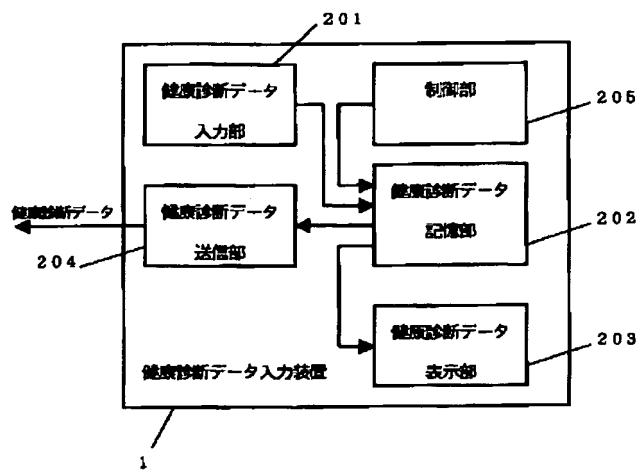 201
健康診断データ
入力部
制御部
205
健康診断データ
健康診断データ
送信部
204
健康診断データ
記憶部
202
健康診断データ
表示部
203
健康診断データ入力装置
1